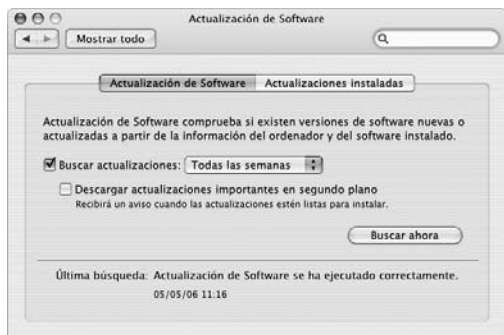 Actualización de Software
Mostrar todo
Actualización de Software Actualizaciones instaladas
Actualización de Software comprueba si existen versiones de software nuevas o
actualizadas a partir de la información del ordenador y del software instalado.
Buscar actualizaciones: Todas las semanas
Descargar actualizaciones importantes en segundo plano
Recibirá un aviso cuando las actualizaciones estén listas para instalar.
Buscar ahora
Última búsqueda: Actualización de Software se ha ejecutado correctamente.
05/05/06 11:16